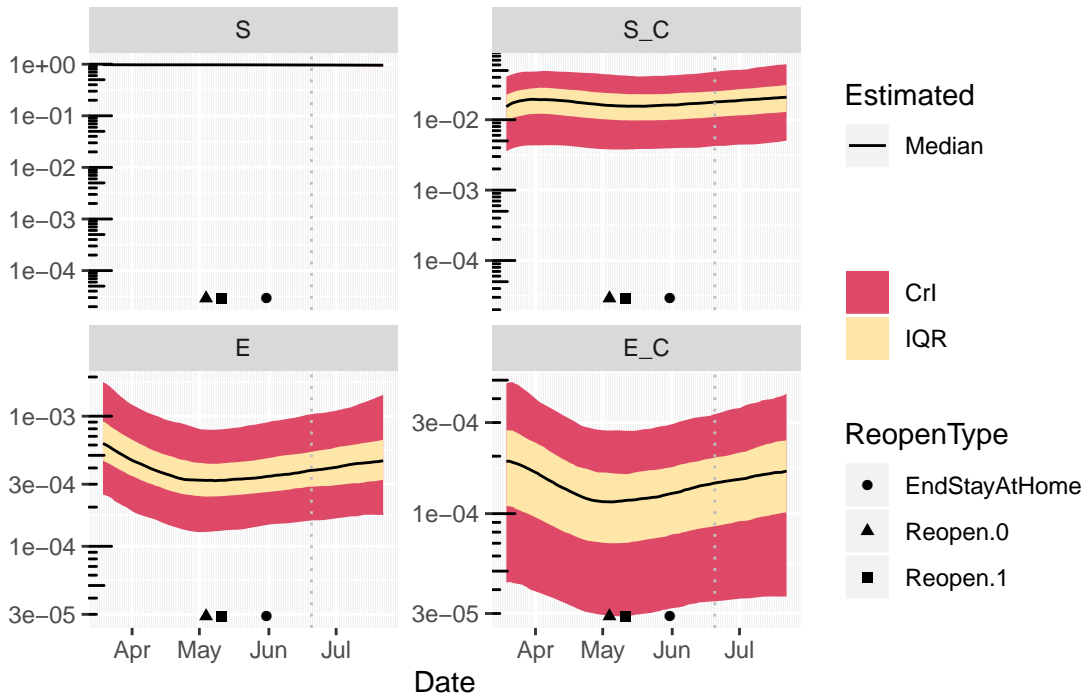 S
S_C
1e+00
1e−01
1e−02
1e−03
1e−04
1e−02
1e−03
1e−04
E
E_C
1e−03
3e−04
1e−04
3e−05
3e−04
1e−04
3e−05
Apr May Jun Jul
Apr May Jun Jul
Date
Estimated
Median
CrI
IQR
ReopenType
EndStayAtHome
Reopen.0
Reopen.1